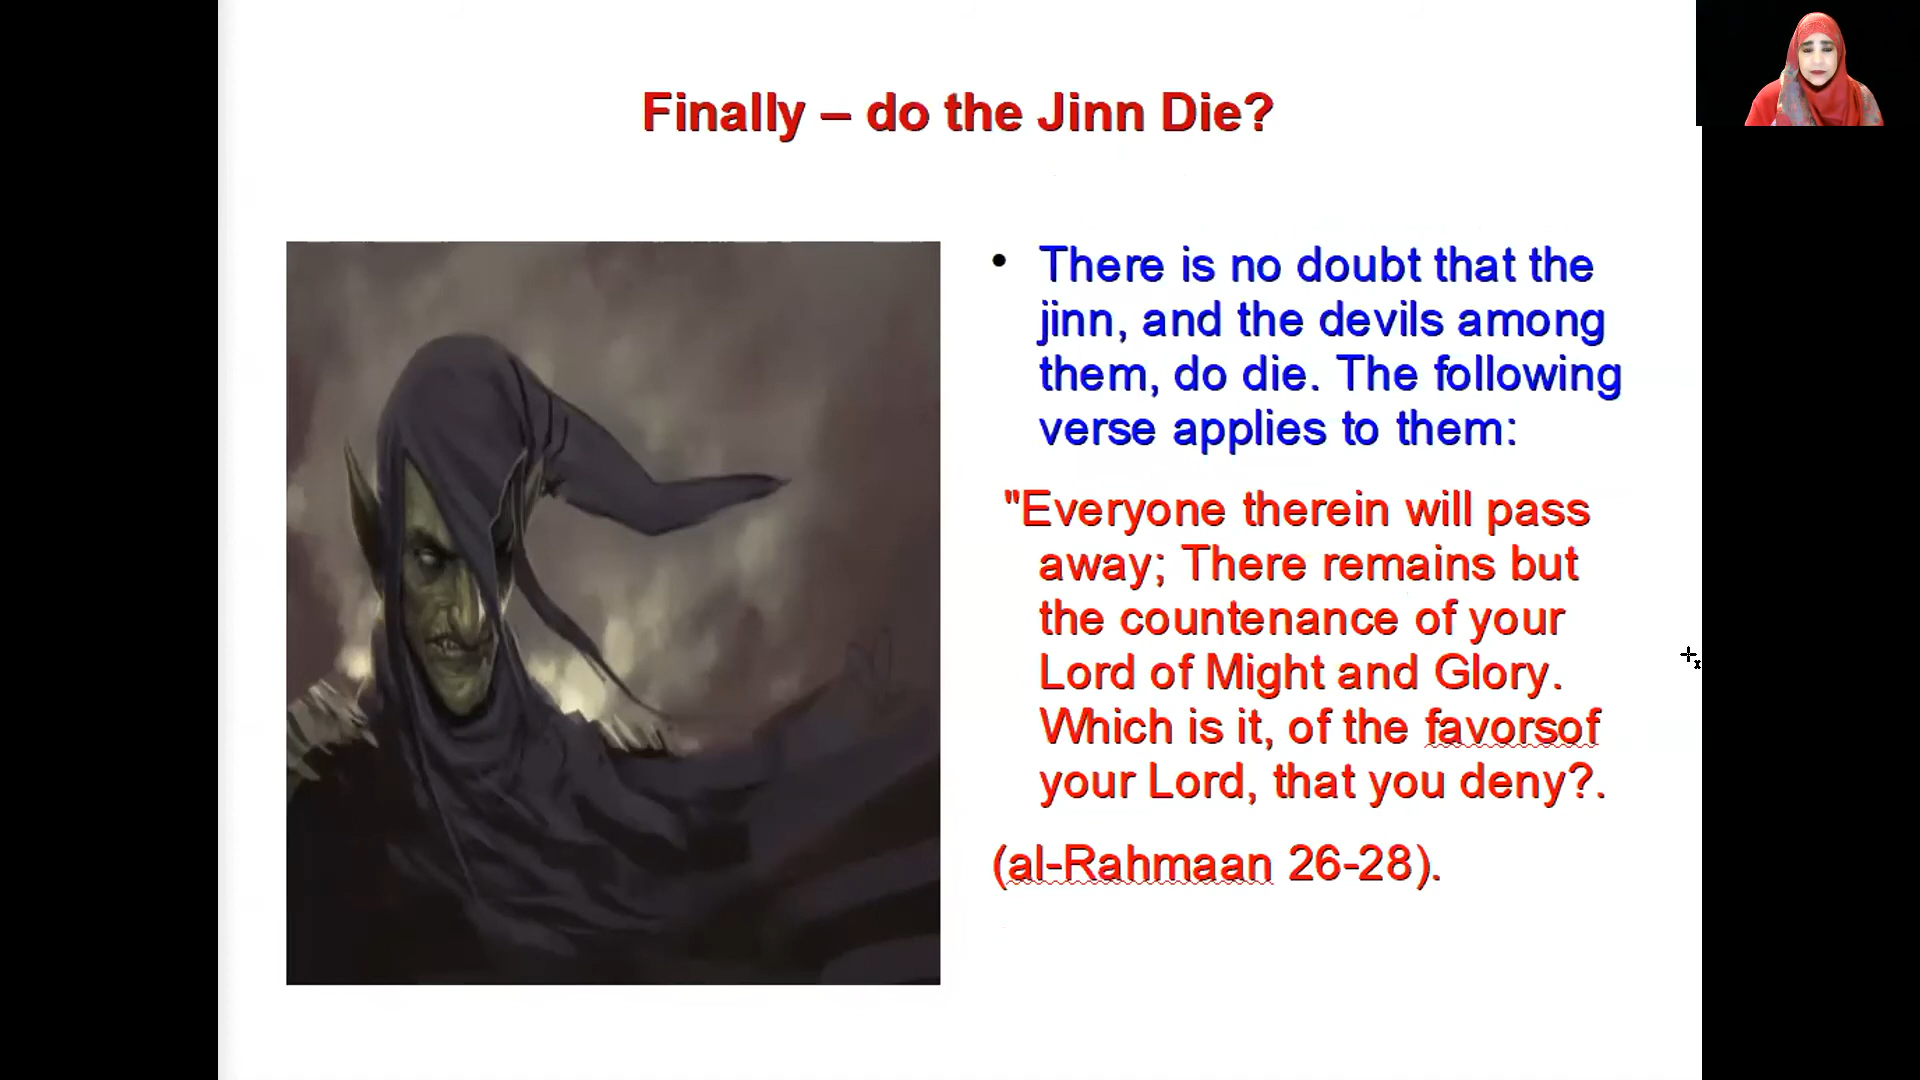 Finally – do the Jinn Die?
• There is no doubt that the
jinn, and the devils among
them, do die. The following
verse applies to them:
"Everyone therein will pass
away; There remains but
the countenance of your
Lord of Might and Glory.
Which is it, of the favorsof
your Lord, that you deny?.
(al-Rahmaan 26-28).